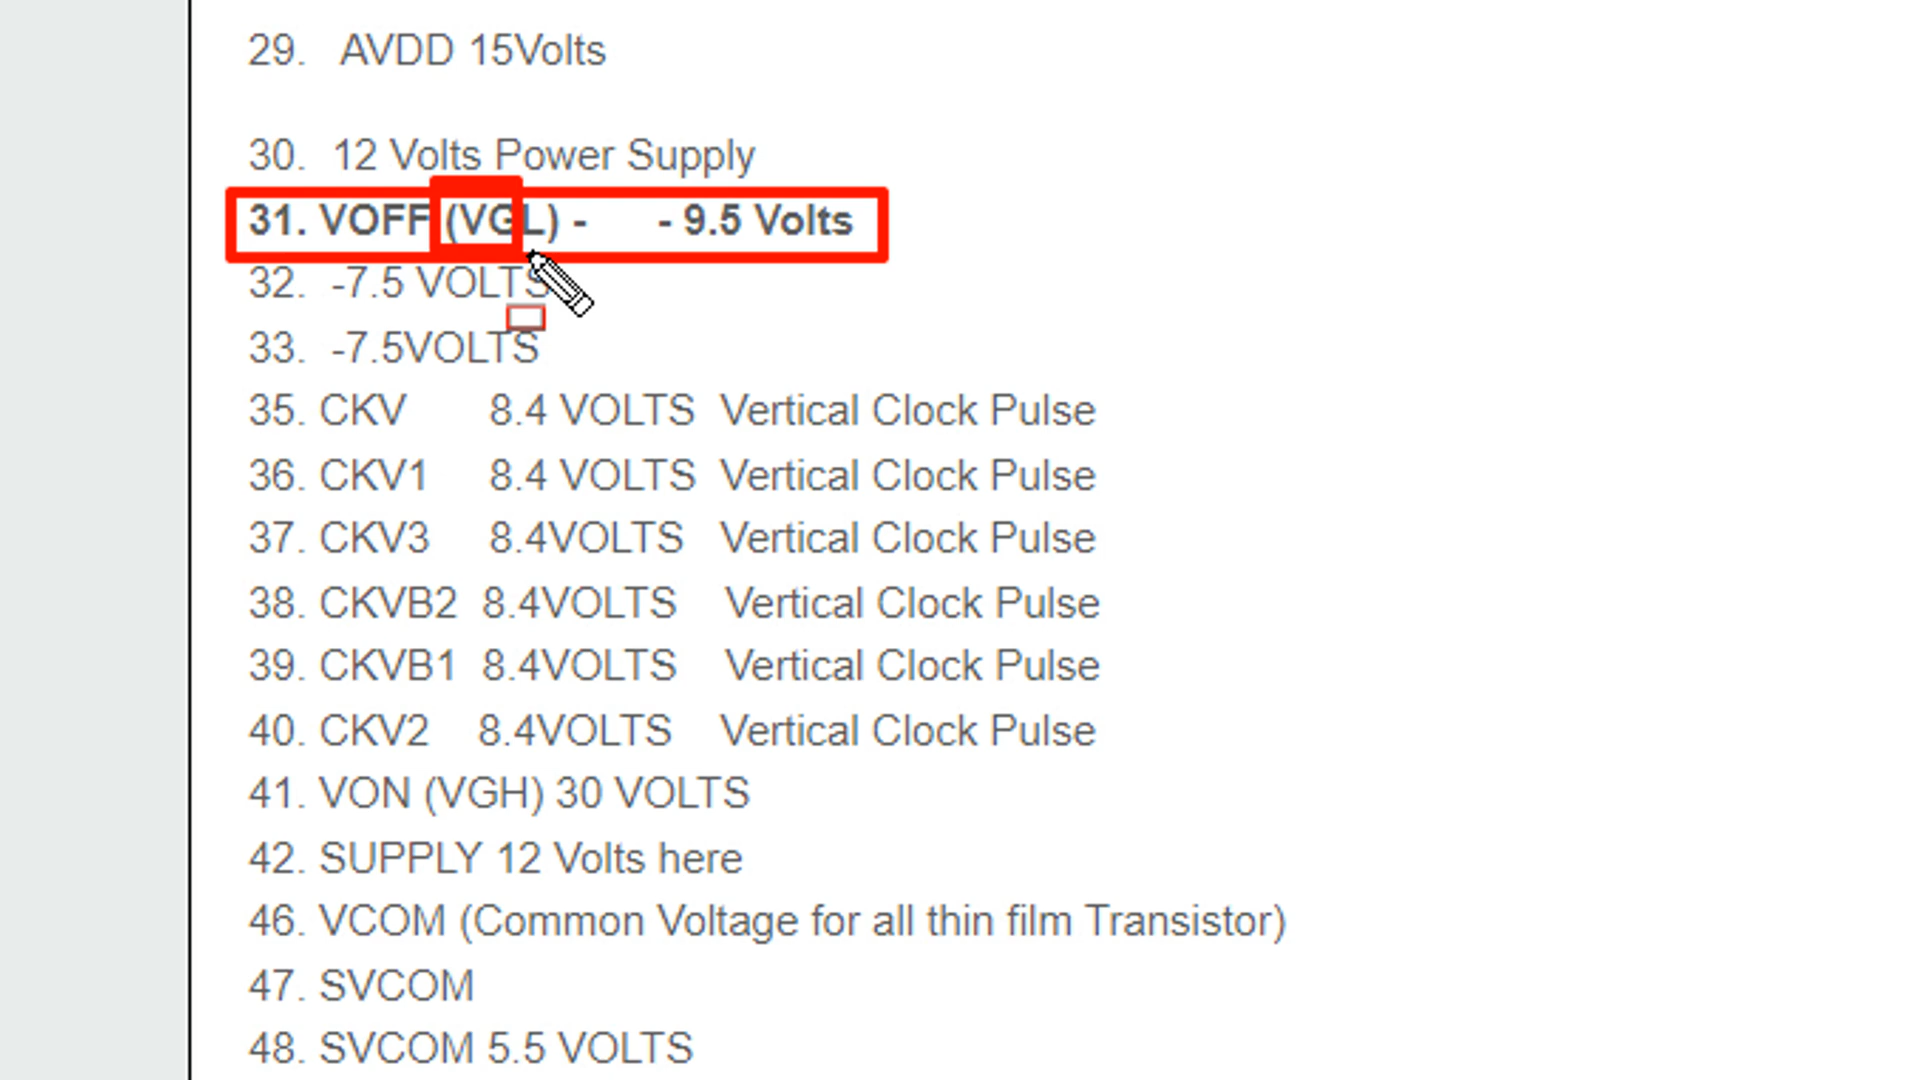 29. AVDD 15Volts
30. 12 Volts Power Supply
31. VOFF (VGL) - - 9.5 Volts
32. -7.5 VOLTS
33. -7.5VOLTS
35. CKV 8.4 VOLTS Vertical Clock Pulse
36. CKV1 8.4 VOLTS Vertical Clock Pulse
37. CKV3 8.4VOLTS Vertical Clock Pulse
38. CKVB2 8.4VOLTS Vertical Clock Pulse
39. CKVB1 8.4VOLTS Vertical Clock Pulse
40. CKV2 8.4VOLTS Vertical Clock Pulse
41. VON (VGH) 30 VOLTS
42. SUPPLY 12 Volts here
46. VCOM (Common Voltage for all thin film Transistor)
47. SVCOM
48. SVCOM 5.5 VOLTS